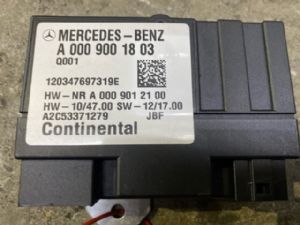 MERCEDES-BENZ
A 000 900 18 03
Q001
120347697319E
HW-NR A 000 901 21 00
HW-10/47.00 SW-12/17.00
A2C53371279 JBF
Continental